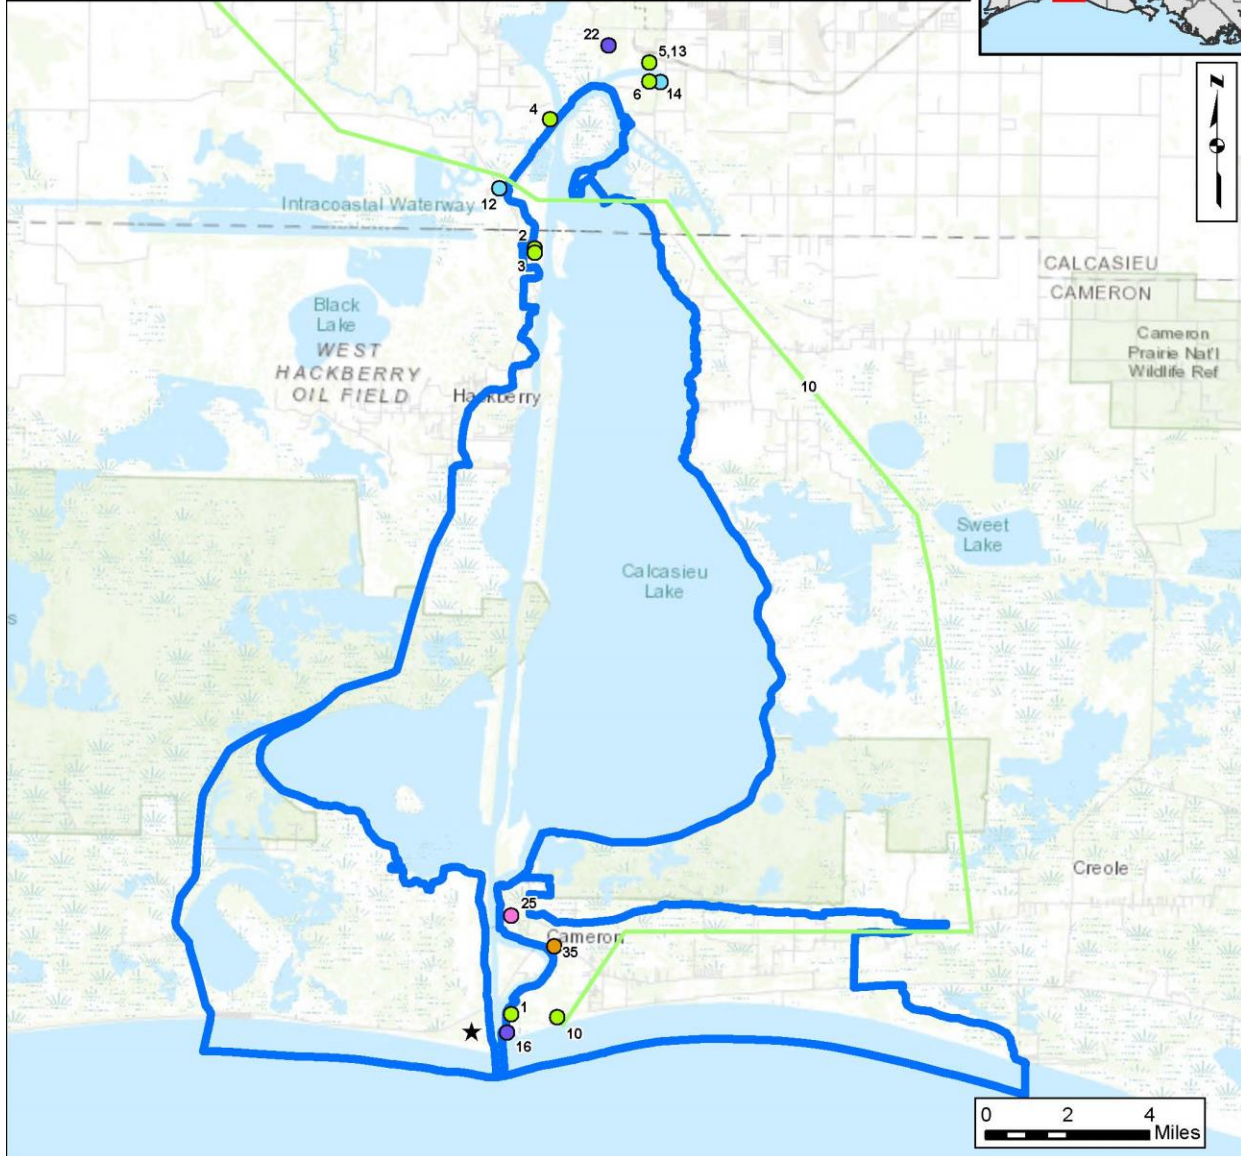 22
5,13
6
14
4
N
12
Intracoastal Waterway
2
3
CALCASIEU
CAMERON
Black
Lake
WEST
HACKBERRY
OIL FIELD
Cameron
Prairie Nat'l
Wildlife Ref
Hackberry
10
Sweet
Lake
Calcasieu
Lake
s
Creole
25
Cameron
35
1
16
10
0 2 4
Miles